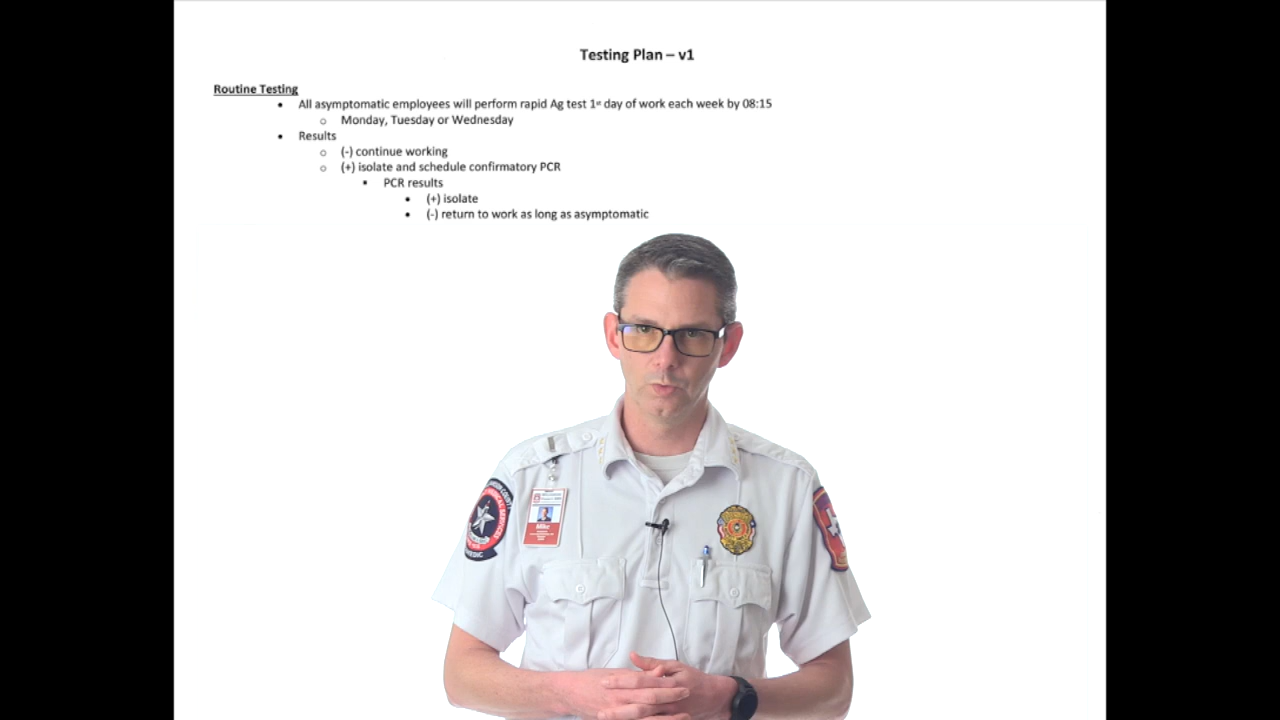 Testing Plan – v1
Routine Testing
• All asymptomatic employees will perform rapid Ag test 1st day of work each week by 08:15
o Monday, Tuesday or Wednesday
• Results
o (-) continue working
o (+) isolate and schedule confirmatory PCR
▪ PCR results
• (+) isolate
• (-) return to work as long as asymptomatic
Mike